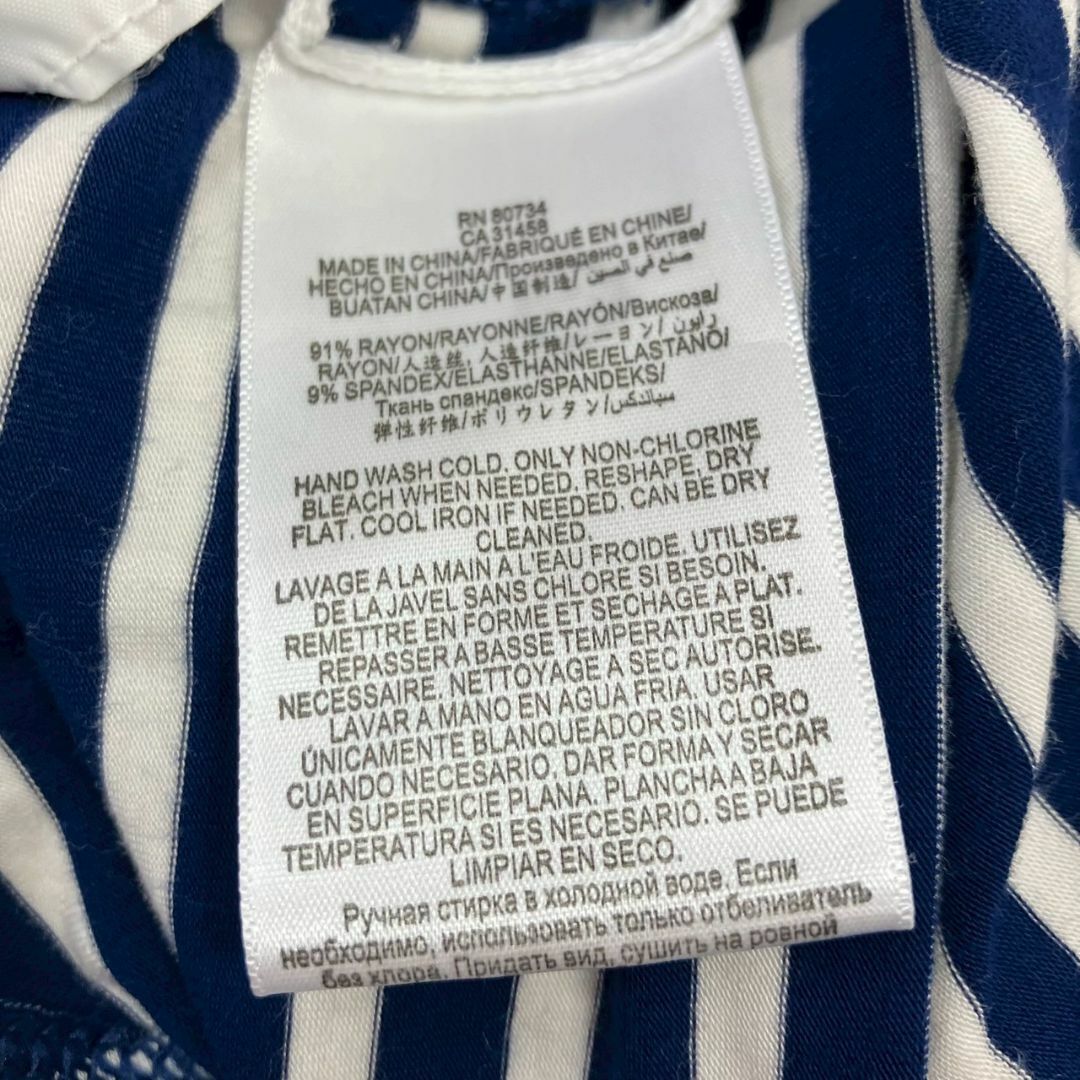 RN 80734
CA 31458
MADE IN CHINA/FABRIQUÉ EN CHINE/
HECHO EN CHINA/Произведено в Китае/
BUATAN CHINA/中国制造/صنع في الصين/
91% RAYON/RAYONNE/RAYÓN/Вискоза/
RAYON/人造丝, 人造纤维/レーヨン/رايون
9% SPANDEX/ELASTHANNE/ELASTANO/
Ткань спандекс/SPANDEKS/
弹性纤维/ポリウレタン/سباندكس
HAND WASH COLD. ONLY NON-CHLORINE
BLEACH WHEN NEEDED. RESHAPE, DRY
FLAT. COOL IRON IF NEEDED. CAN BE DRY
CLEANED.
LAVAGE A LA MAIN A L'EAU FROIDE. UTILISEZ
DE LA JAVEL SANS CHLORE SI BESOIN.
REMETTRE EN FORME ET SECHAGE A PLAT.
REPASSER A BASSE TEMPERATURE SI
NECESSAIRE. NETTOYAGE A SEC AUTORISE.
LAVAR A MANO EN AGUA FRIA. USAR
ÚNICAMENTE BLANQUEADOR SIN CLORO
CUANDO NECESARIO. DAR FORMA Y SECAR
EN SUPERFICIE PLANA. PLANCHA A BAJA
TEMPERATURA SI ES NECESARIO. SE PUEDE
LIMPIAR EN SECO.
Ручная стирка в холодной воде. Если
необходимо, использовать только отбеливатель
без хлора. Придать вид, сушить на ровной